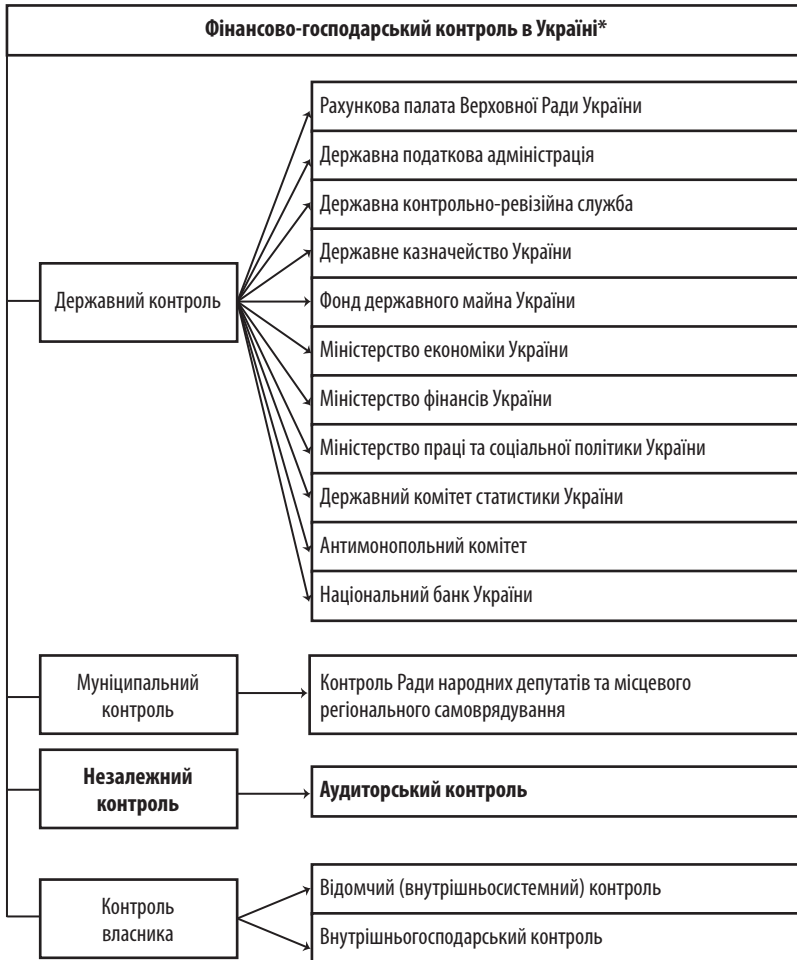 Фінансово-господарський контроль в Україні*
Державний контроль
Рахункова палата Верховної Ради України
Державна податкова адміністрація
Державна контрольно-ревізійна служба
Державне казначейство України
Фонд державного майна України
Міністерство економіки України
Міністерство фінансів України
Міністерство праці та соціальної політики України
Державний комітет статистики України
Антимонопольний комітет
Національний банк України
Муніципальний
контроль
Контроль Ради народних депутатів та місцевого
регіонального самоврядування
Незалежний
контроль
Аудиторський контроль
Контроль
власника
Відомчий (внутрішньосистемний) контроль
Внутрішньогосподарський контроль